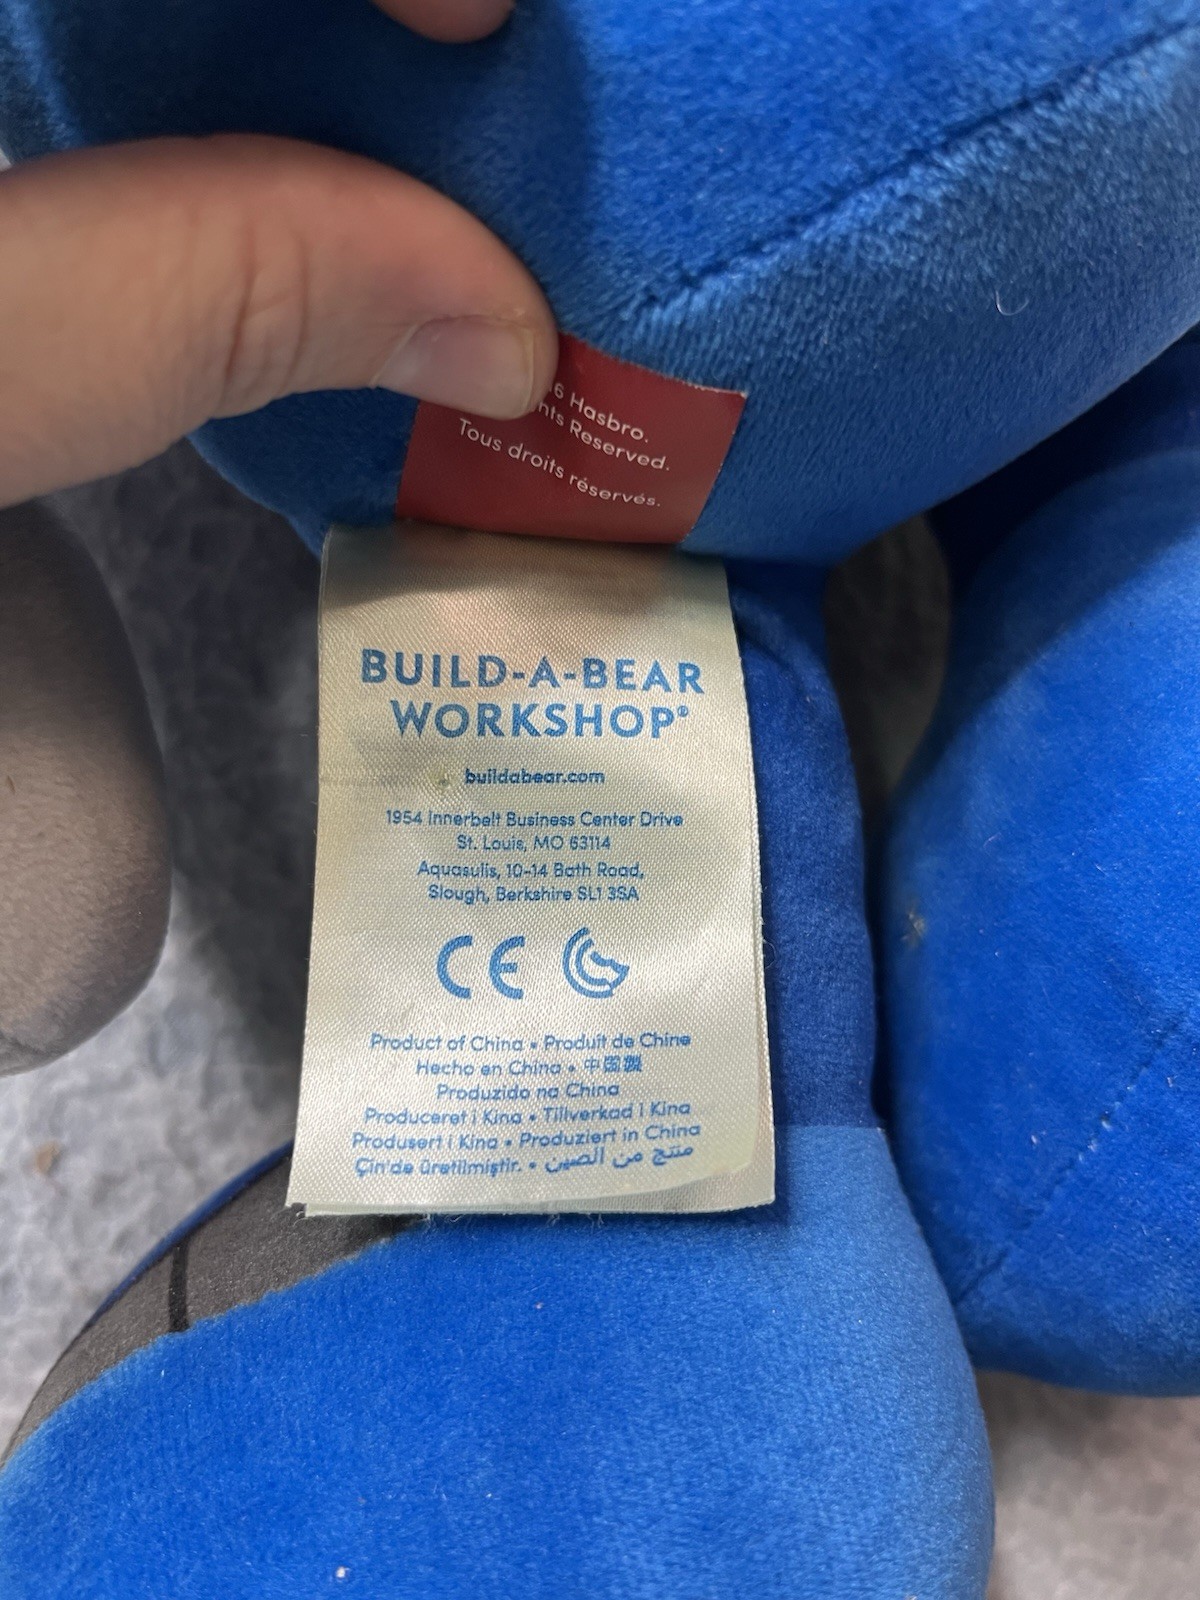 6 Hasbro.
Reserved.
Tous droits réservés.
BUILD-A-BEAR
WORKSHOP®
buildabear.com
1954 Innerbelt Business Center Drive
St. Louis, MO 63114
Aquasulis, 10-14 Bath Road,
Slough, Berkshire SL1 3SA
CE
Product of China • Produit de Chine
Hecho en China • 中国製
Produzido na China
Produceret i Kina • Tillverkad i Kina
Produsert i Kina • Produziert in China
Çin'de üretilmiştir. • منتج من الصين